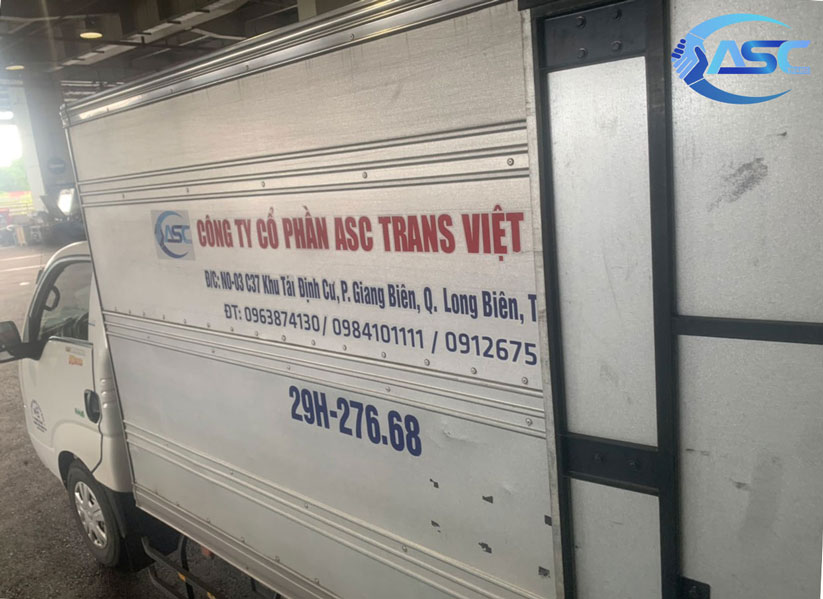 ASC
ASC
CÔNG TY CỔ PHẦN ASC TRANS VIỆT
Đ/C: NO-03 C37 Khu Tái Định Cư, P. Giang Biên, Q. Long Biên, T
ĐT: 0963874130/ 0984101111 / 0912675
29H-276.68